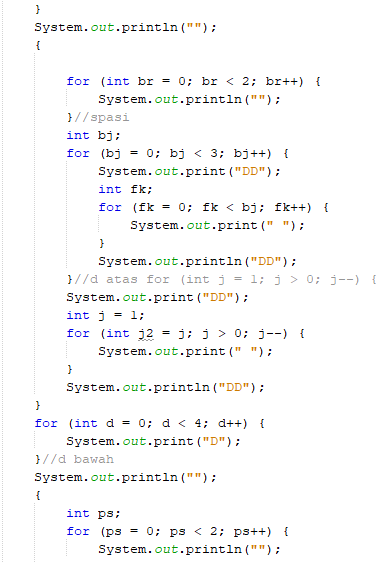 }
System.out.println("");
{
for (int br = 0; br < 2; br++) {
System.out.println("");
}//spasi
int bj;
for (bj = 0; bj < 3; bj++) {
System.out.print("DD");
int fk;
for (fk = 0; fk < bj; fk++) {
System.out.print(" ");
}
System.out.println("DD");
}//d atas for (int j = 1; j > 0; j--) {
System.out.print("DD");
int j = 1;
for (int j2 = j; j > 0; j--) {
System.out.print(" ");
}
System.out.println("DD");
}
for (int d = 0; d < 4; d++) {
System.out.print("D");
}//d bawah
System.out.println("");
{
int ps;
for (ps = 0; ps < 2; ps++) {
System.out.println("");